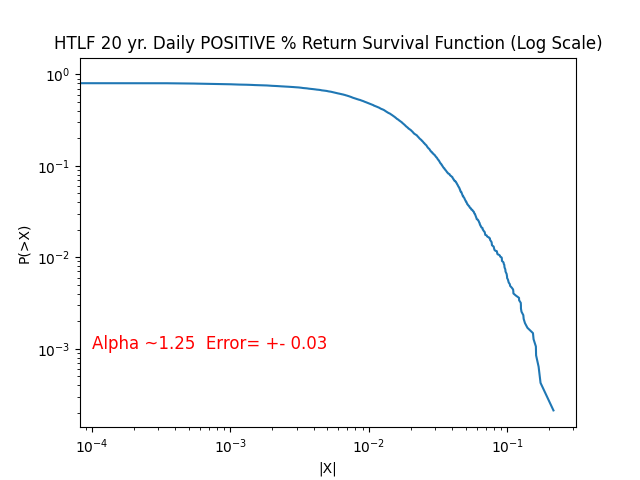 HTLF 20 yr. Daily POSITIVE % Return Survival Function (Log Scale)
10⁰
10⁻¹
10⁻²
10⁻³
P(>X)
Alpha ~1.25  Error= +- 0.03
10⁻⁴ 10⁻³ 10⁻² 10⁻¹
|X|